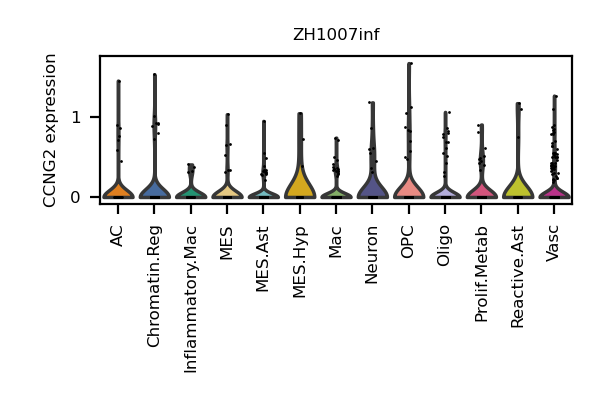 ZH1007inf
CCNG2 expression
1
0
AC
Chromatin.Reg
Inflammatory.Mac
MES
MES.Ast
MES.Hyp
Mac
Neuron
OPC
Oligo
Prolif.Metab
Reactive.Ast
Vasc